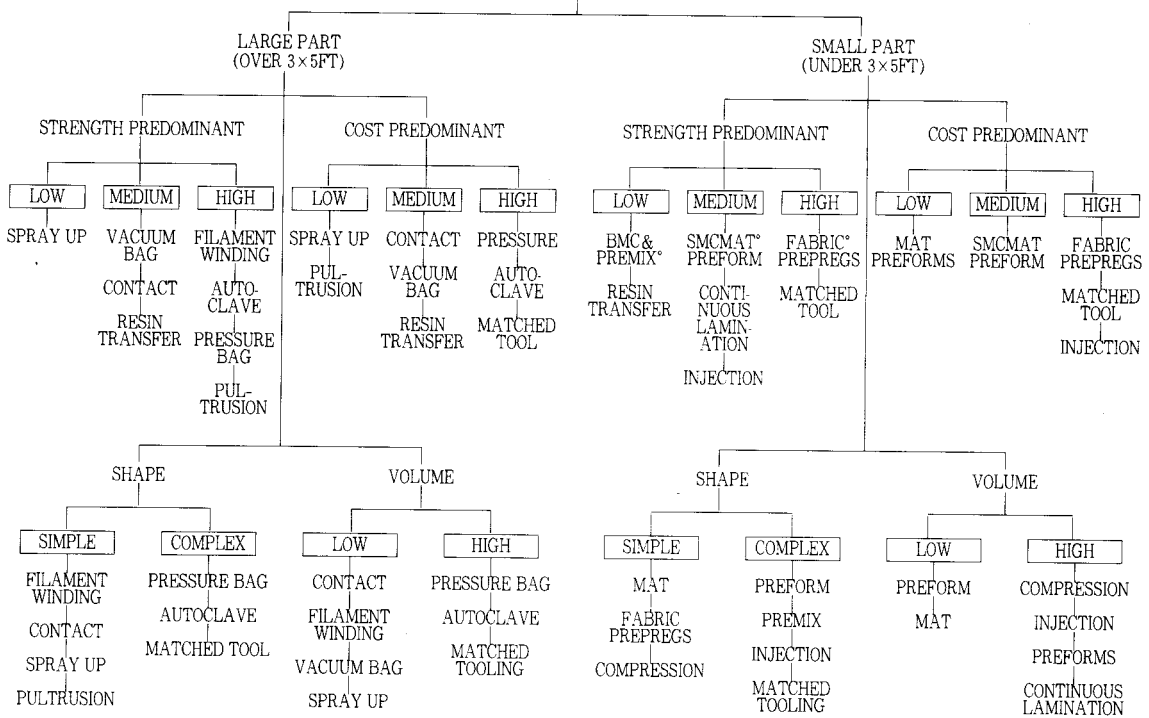 LARGE PART
(OVER 3×5FT)
STRENGTH PREDOMINANT
LOW
SPRAY UP
MEDIUM
VACUUM
BAG
CONTACT
RESIN
TRANSFER
HIGH
FILAMENT
WINDING
AUTO-
CLAVE
PRESSURE
BAG
PUL-
TRUSION
COST PREDOMINANT
LOW
SPRAY UP
PUL-
TRUSION
MEDIUM
CONTACT
VACUUM
BAG
RESIN
TRANSFER
HIGH
PRESSURE
AUTO-
CLAVE
MATCHED
TOOL
SHAPE
SIMPLE
FILAMENT
WINDING
CONTACT
SPRAY UP
PULTRUSION
COMPLEX
PRESSURE BAG
AUTOCLAVE
MATCHED TOOL
VOLUME
LOW
CONTACT
FILAMENT
WINDING
VACUUM BAG
SPRAY UP
HIGH
PRESSURE BAG
AUTOCLAVE
MATCHED
TOOLING
SMALL PART
(UNDER 3×5FT)
STRENGTH PREDOMINANT
LOW
BMC&
PREMIX°
RESIN
TRANSFER
MEDIUM
SMCMAT°
PREFORM
CONTI-
NUOUS
LAMIN-
ATION
INJECTION
HIGH
FABRIC°
PREPREGS
MATCHED
TOOL
COST PREDOMINANT
LOW
MAT
PREFORMS
MEDIUM
SMCMAT
PREFORM
HIGH
FABRIC
PREPREGS
MATCHED
TOOL
INJECTION
SHAPE
SIMPLE
MAT
FABRIC
PREPREGS
COMPRESSION
COMPLEX
PREFORM
PREMIX
INJECTION
MATCHED
TOOLING
VOLUME
LOW
PREFORM
MAT
HIGH
COMPRESSION
INJECTION
PREFORMS
CONTINUOUS
LAMINATION